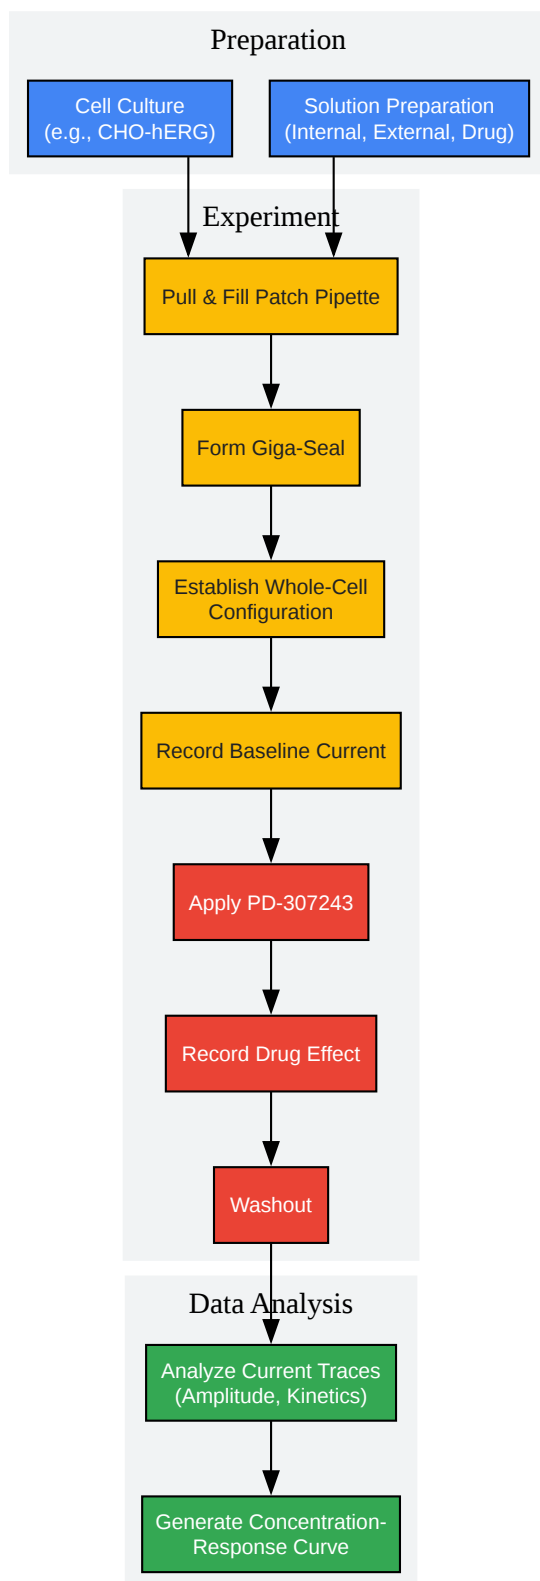 Preparation
Cell Culture
(e.g., CHO-hERG)
Solution Preparation
(Internal, External, Drug)
Experiment
Pull & Fill Patch Pipette
Form Giga-Seal
Establish Whole-Cell
Configuration
Record Baseline Current
Apply PD-307243
Record Drug Effect
Washout
Data Analysis
Analyze Current Traces
(Amplitude, Kinetics)
Generate Concentration-
Response Curve